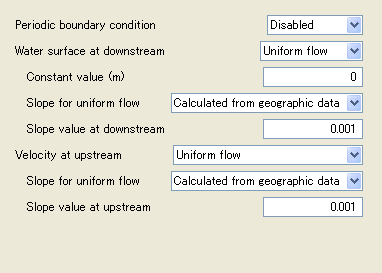 Periodic boundary condition Disabled
Water surface at downstream Uniform flow
Constant value (m) 0
Slope for uniform flow Calculated from geographic data
Slope value at downstream 0.001
Velocity at upstream Uniform flow
Slope for uniform flow Calculated from geographic data
Slope value at upstream 0.001